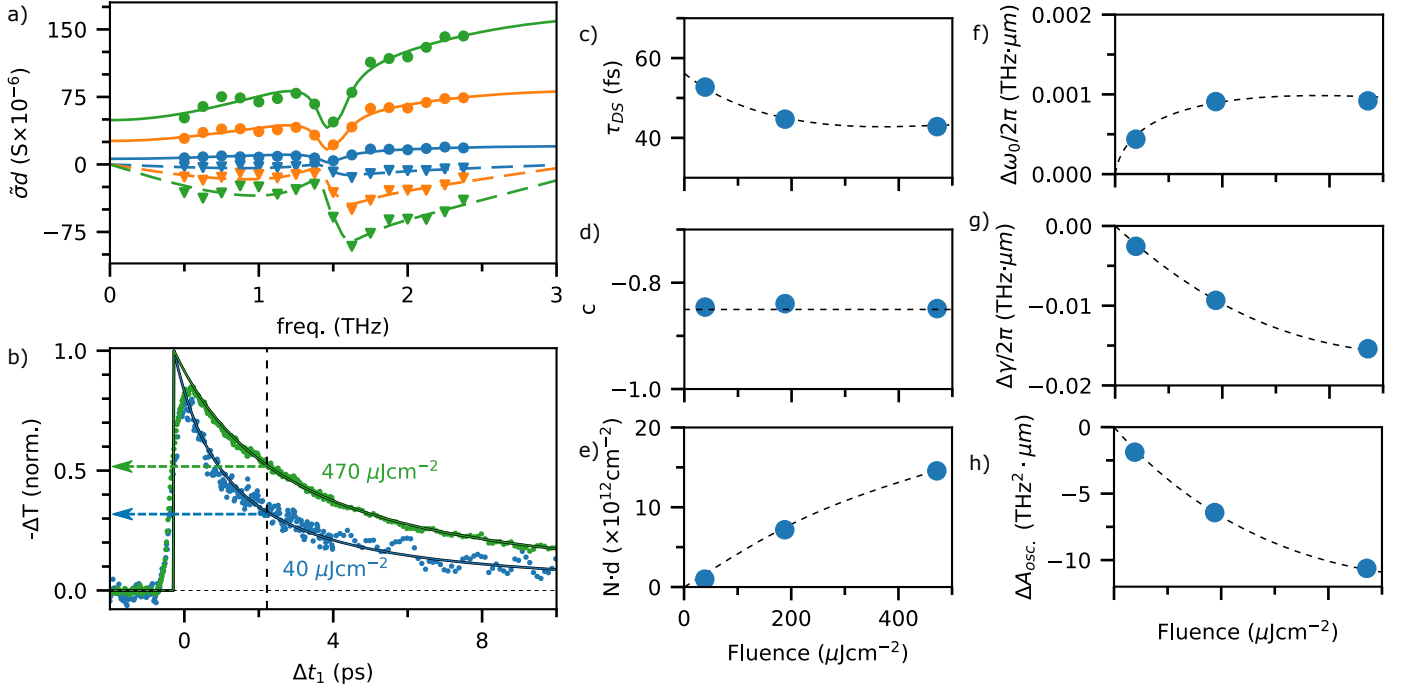 a)
150
75
0
−75
σ̃d (S×10⁻⁶)
0
1
2
3
freq. (THz)
b)
1.0
0.5
0.0
-ΔT (norm.)
470 μJcm⁻²
40 μJcm⁻²
0
4
8
Δt₁ (ps)
c)
60
40
τ_DS (fs)
d)
−0.8
−1.0
c
e)
20
10
0
N·d (×10¹²cm⁻²)
0
200
400
Fluence (μJcm⁻²)
f)
0.002
0.001
0.000
Δω₀/2π (THz·μm)
g)
0.00
−0.01
−0.02
Δγ/2π (THz·μm)
h)
0
−5
−10
ΔA_osc. (THz² · μm)
Fluence (μJcm⁻²)